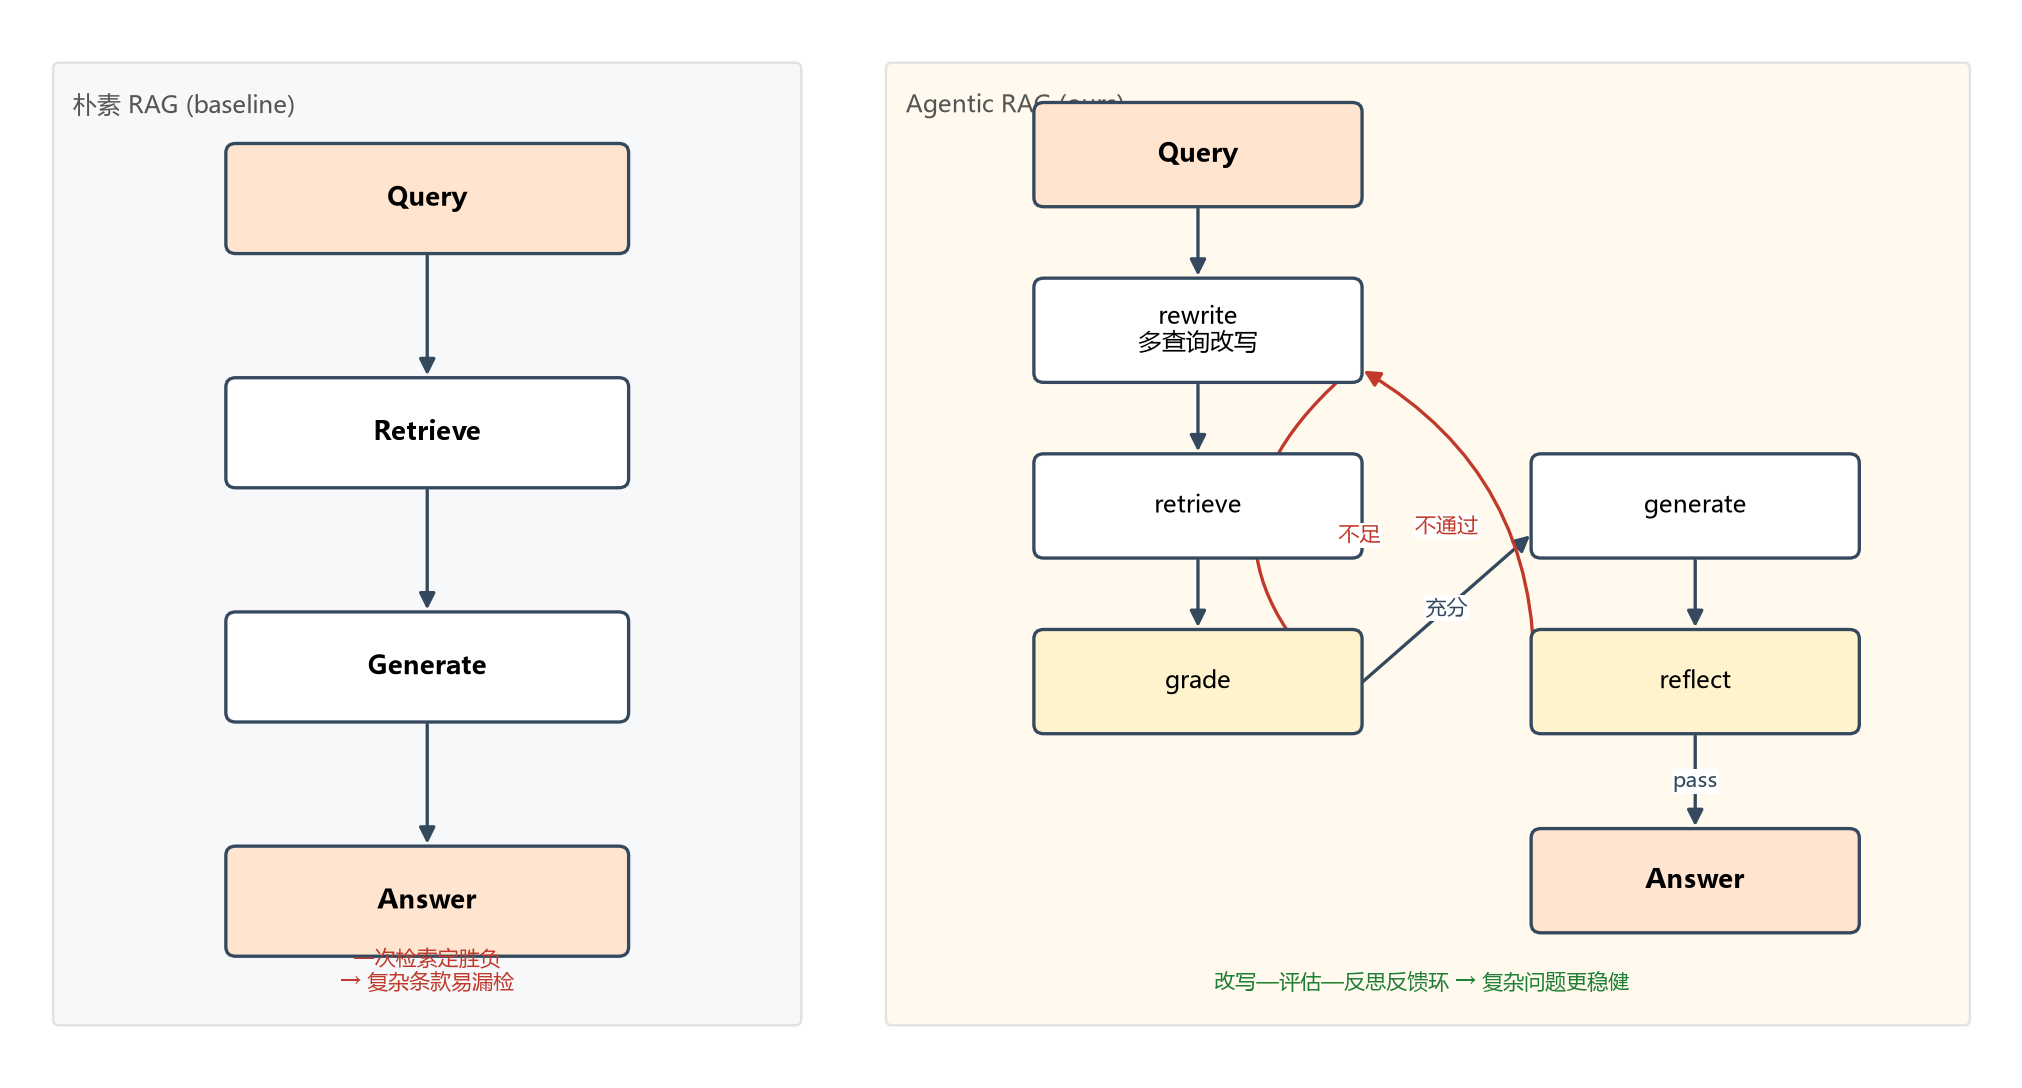 朴素 RAG (baseline)
Query
Retrieve
Generate
Answer
一次检索定胜负
→ 复杂条款易漏检
Agentic RAG (ours)
Query
rewrite
多查询改写
retrieve
不足
不通过
generate
充分
grade
reflect
pass
Answer
改写—评估—反思反馈环 → 复杂问题更稳健